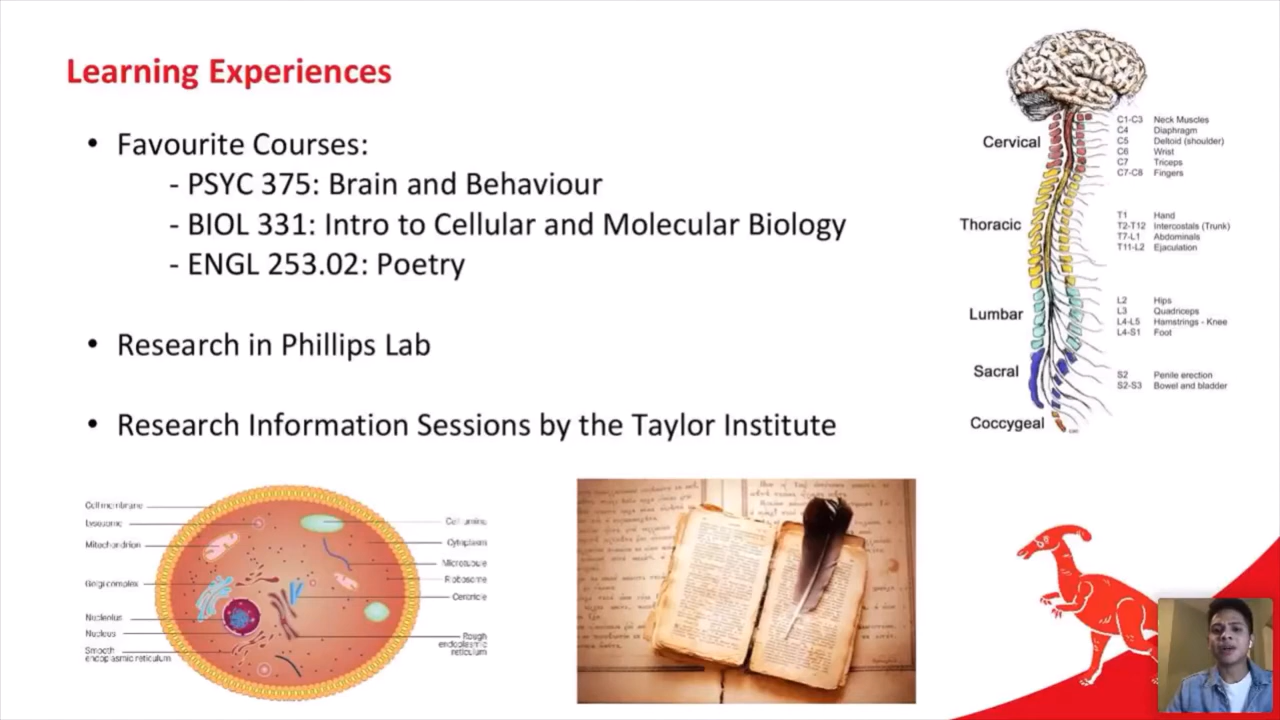 Learning Experiences
• Favourite Courses:
- PSYC 375: Brain and Behaviour
- BIOL 331: Intro to Cellular and Molecular Biology
- ENGL 253.02: Poetry
• Research in Phillips Lab
• Research Information Sessions by the Taylor Institute
Cervical
C1-C3 Neck Muscles
C4 Diaphragm
C5 Deltoid (shoulder)
C6 Wrist
C7 Triceps
C7-C8 Fingers
Thoracic
T1 Hand
T2-T12 Intercostals (Trunk)
T7-L1 Abdominals
T11-L2 Ejaculation
Lumbar
L2 Hips
L3 Quadriceps
L4-L5 Hamstrings - Knee
L4-S1 Foot
Sacral
S2 Penile erection
S2-S3 Bowel and bladder
Coccygeal
Cell membrane
Lysosome
Mitochondrion
Golgi complex
Nucleolus
Nucleus
Smooth
endoplasmic reticulum
Cytoplasm
Microtubule
Ribosome
Centriole
Rough
endoplasmic
reticulum